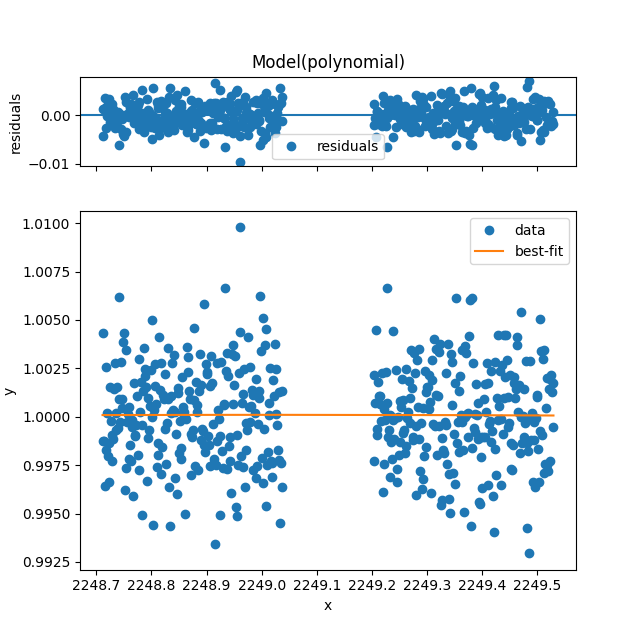 Model(polynomial)
residuals
0.00
−0.01
residuals
y
1.0100
1.0075
1.0050
1.0025
1.0000
0.9975
0.9950
0.9925
data
best-fit
2248.7 2248.8 2248.9 2249.0 2249.1 2249.2 2249.3 2249.4 2249.5
x